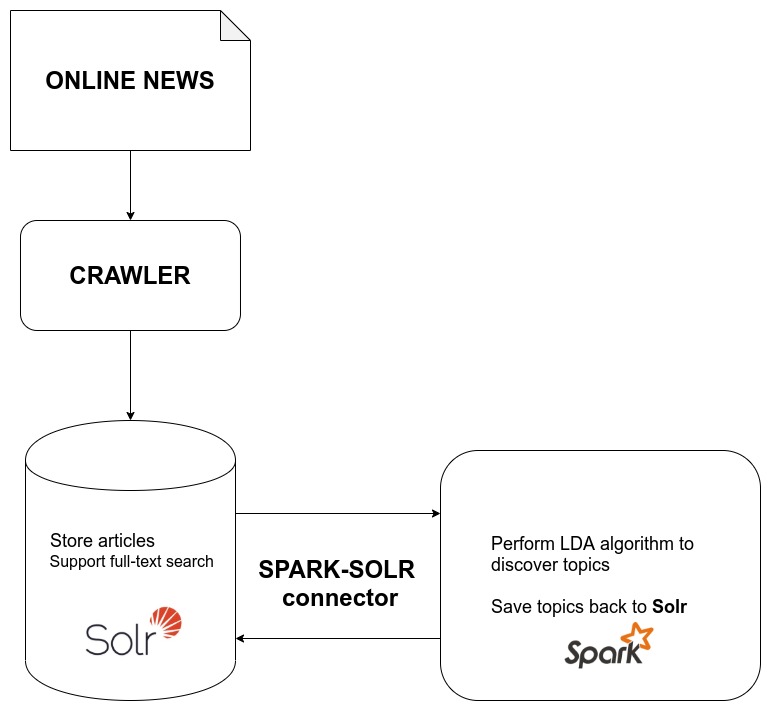 ONLINE NEWS
CRAWLER
Store articles
Support full-text search
Solr
SPARK-SOLR
connector
Perform LDA algorithm to
discover topics
Save topics back to Solr
Spark